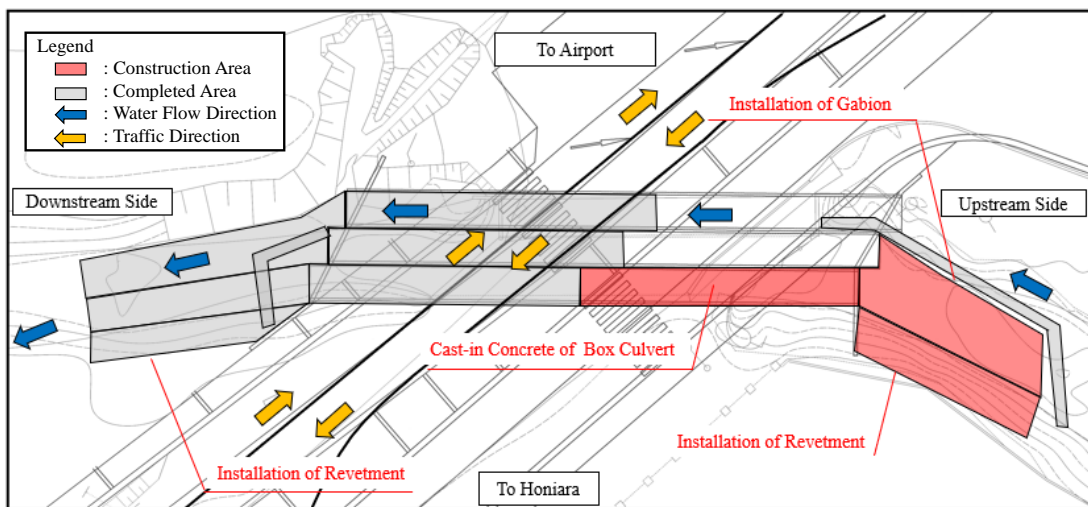 Legend
: Construction Area
: Completed Area
: Water Flow Direction
: Traffic Direction
To Airport
Installation of Gabion
Downstream Side
Upstream Side
Cast-in Concrete of Box Culvert
Installation of Revetment
Installation of Revetment
To Honiara